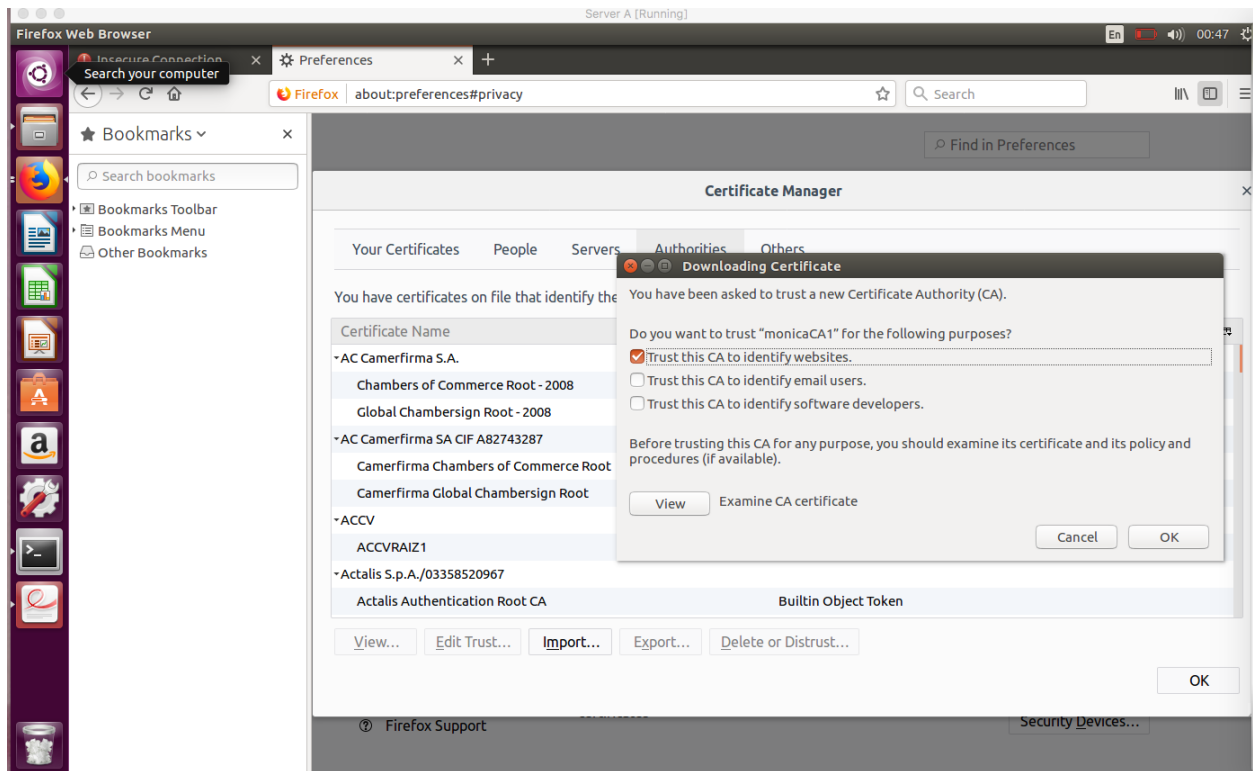 Server A [Running]
Firefox Web Browser
En
00:47
Insecure Connection
Preferences
Search your computer
Firefox
about:preferences#privacy
Search
Bookmarks
Find in Preferences
Search bookmarks
Certificate Manager
Bookmarks Toolbar
Bookmarks Menu
Other Bookmarks
Your Certificates
People
Servers
Authorities
Others
Downloading Certificate
You have certificates on file that identify the
You have been asked to trust a new Certificate Authority (CA).
Certificate Name
Do you want to trust “monicaCA1” for the following purposes?
Trust this CA to identify websites.
Trust this CA to identify email users.
Trust this CA to identify software developers.
Before trusting this CA for any purpose, you should examine its certificate and its policy and
procedures (if available).
View
Examine CA certificate
Cancel
OK
AC Camerfirma S.A.
Chambers of Commerce Root - 2008
Global Chambersign Root - 2008
AC Camerfirma SA CIF A82743287
Camerfirma Chambers of Commerce Root
Camerfirma Global Chambersign Root
ACCV
ACCVRAIZ1
Actalis S.p.A./03358520967
Actalis Authentication Root CA
Builtin Object Token
View...
Edit Trust...
Import...
Export...
Delete or Distrust...
OK
Firefox Support
Security Devices...